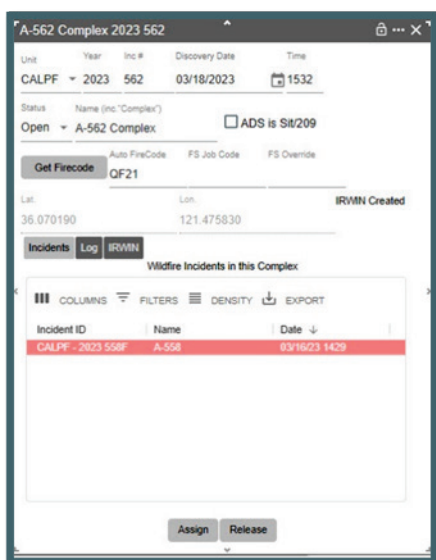 A-562 Complex 2023 562
Unit Year Inc # Discovery Date Time
CALPF 2023 562 03/18/2023 1532
Status Name (inc."Complex")
Open A-562 Complex ADS is Sit/209
Get Firecode Auto FireCode FS Job Code FS Override
QF21
Lat. Lon. IRWIN Created
36.070190 121.475830
Incidents Log IRWIN
Wildfire Incidents in this Complex
COLUMNS FILTERS DENSITY EXPORT
Incident ID Name Date ↓
CALPF - 2023 558F A-558 03/16/23 1429
Assign Release